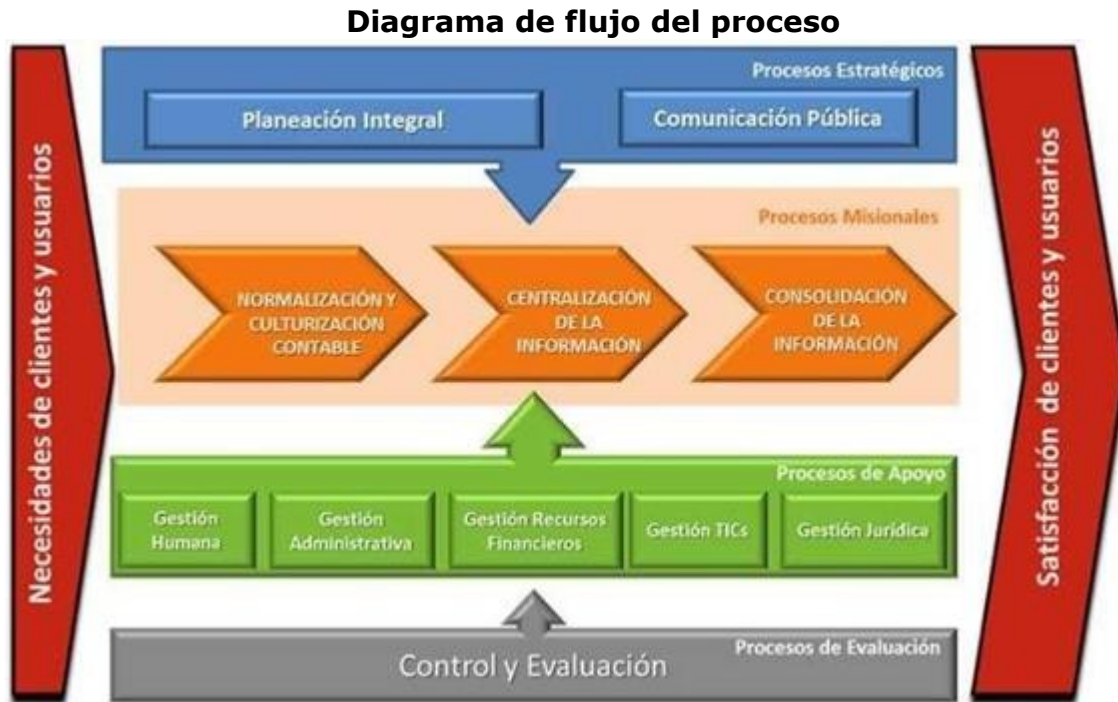 Diagrama de flujo del proceso
Necesidades de clientes y usuarios
Procesos Estratégicos
Planeación Integral
Comunicación Pública
Procesos Misionales
NORMALIZACIÓN Y
CULTURIZACIÓN
CONTABLE
CENTRALIZACIÓN
DE LA
INFORMACIÓN
CONSOLIDACIÓN
DE LA
INFORMACIÓN
Procesos de Apoyo
Gestión
Humana
Gestión
Administrativa
Gestión Recursos
Financieros
Gestión TICs
Gestión Jurídica
Procesos de Evaluación
Control y Evaluación
Satisfacción de clientes y usuarios